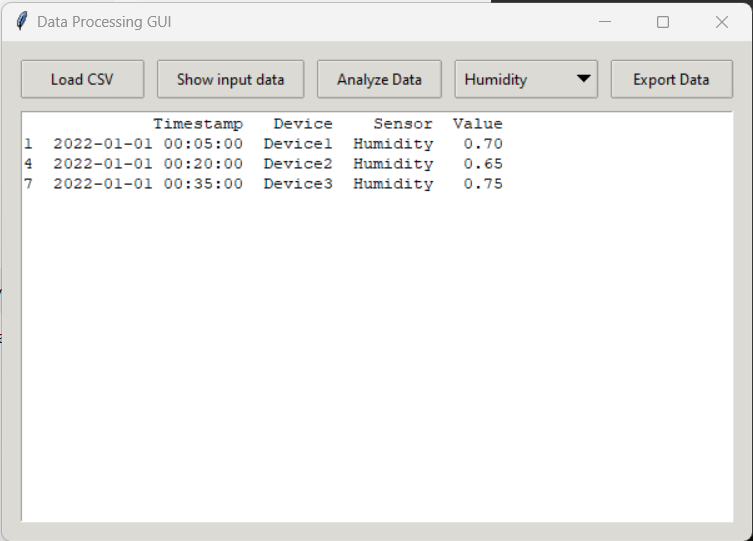 Data Processing GUI
Load CSV Show input data Analyze Data Humidity Export Data
Timestamp Device Sensor Value
1 2022-01-01 00:05:00 Device1 Humidity 0.70
4 2022-01-01 00:20:00 Device2 Humidity 0.65
7 2022-01-01 00:35:00 Device3 Humidity 0.75